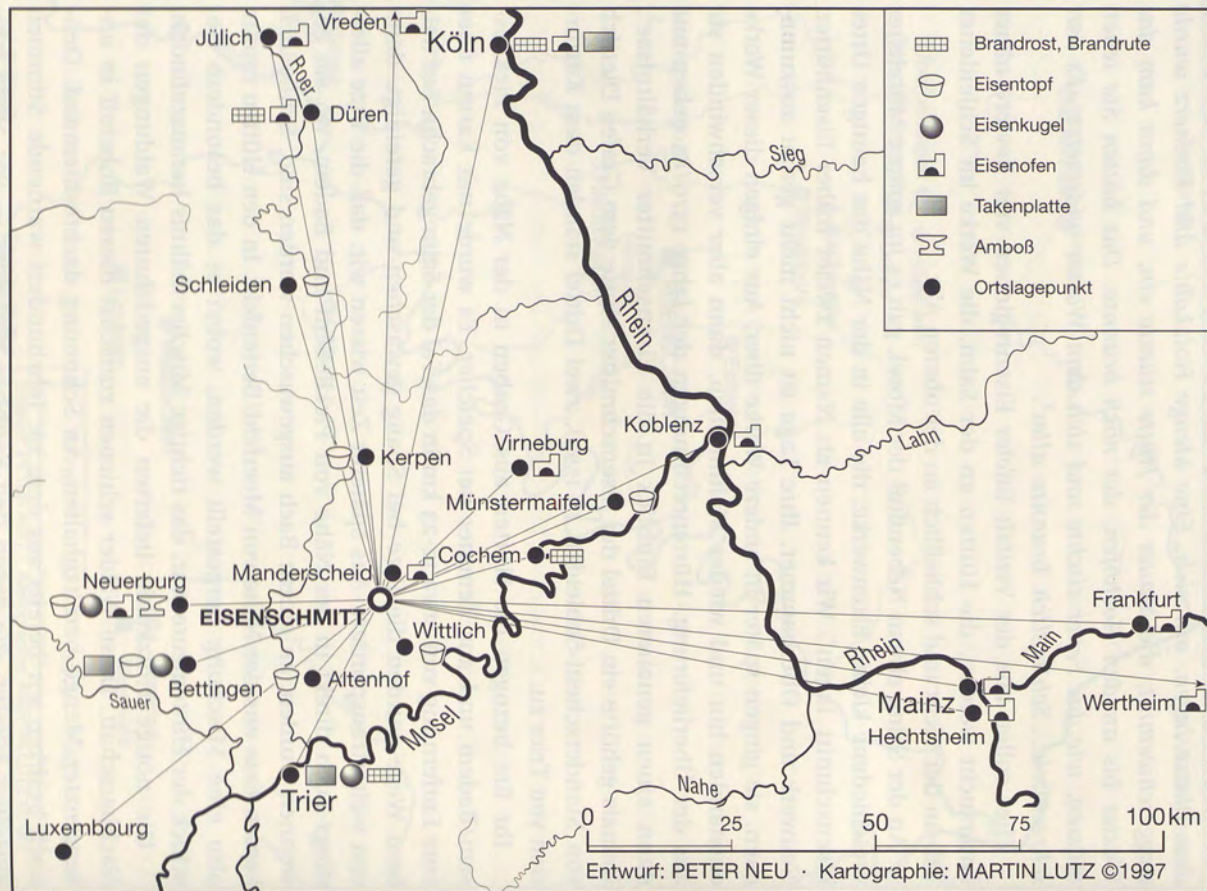 Vreden
Jülich
Köln
Roer
Düren
Brandrost, Brandrute
Eisentopf
Eisenkugel
Eisenofen
Takenplatte
Amboß
Ortslagepunkt
Sieg
Schleiden
Rhein
Koblenz
Lahn
Kerpen
Virneburg
Münstermaifeld
Cochem
Manderscheid
Neuerburg
EISENSCHMITT
Wittlich
Frankfurt
Main
Rhein
Bettingen
Altenhof
Sauer
Mosel
Mainz
Wertheim
Hechtsheim
Trier
Nahe
Luxembourg
0 25 50 75 100 km
Entwurf: PETER NEU · Kartographie: MARTIN LUTZ ©1997